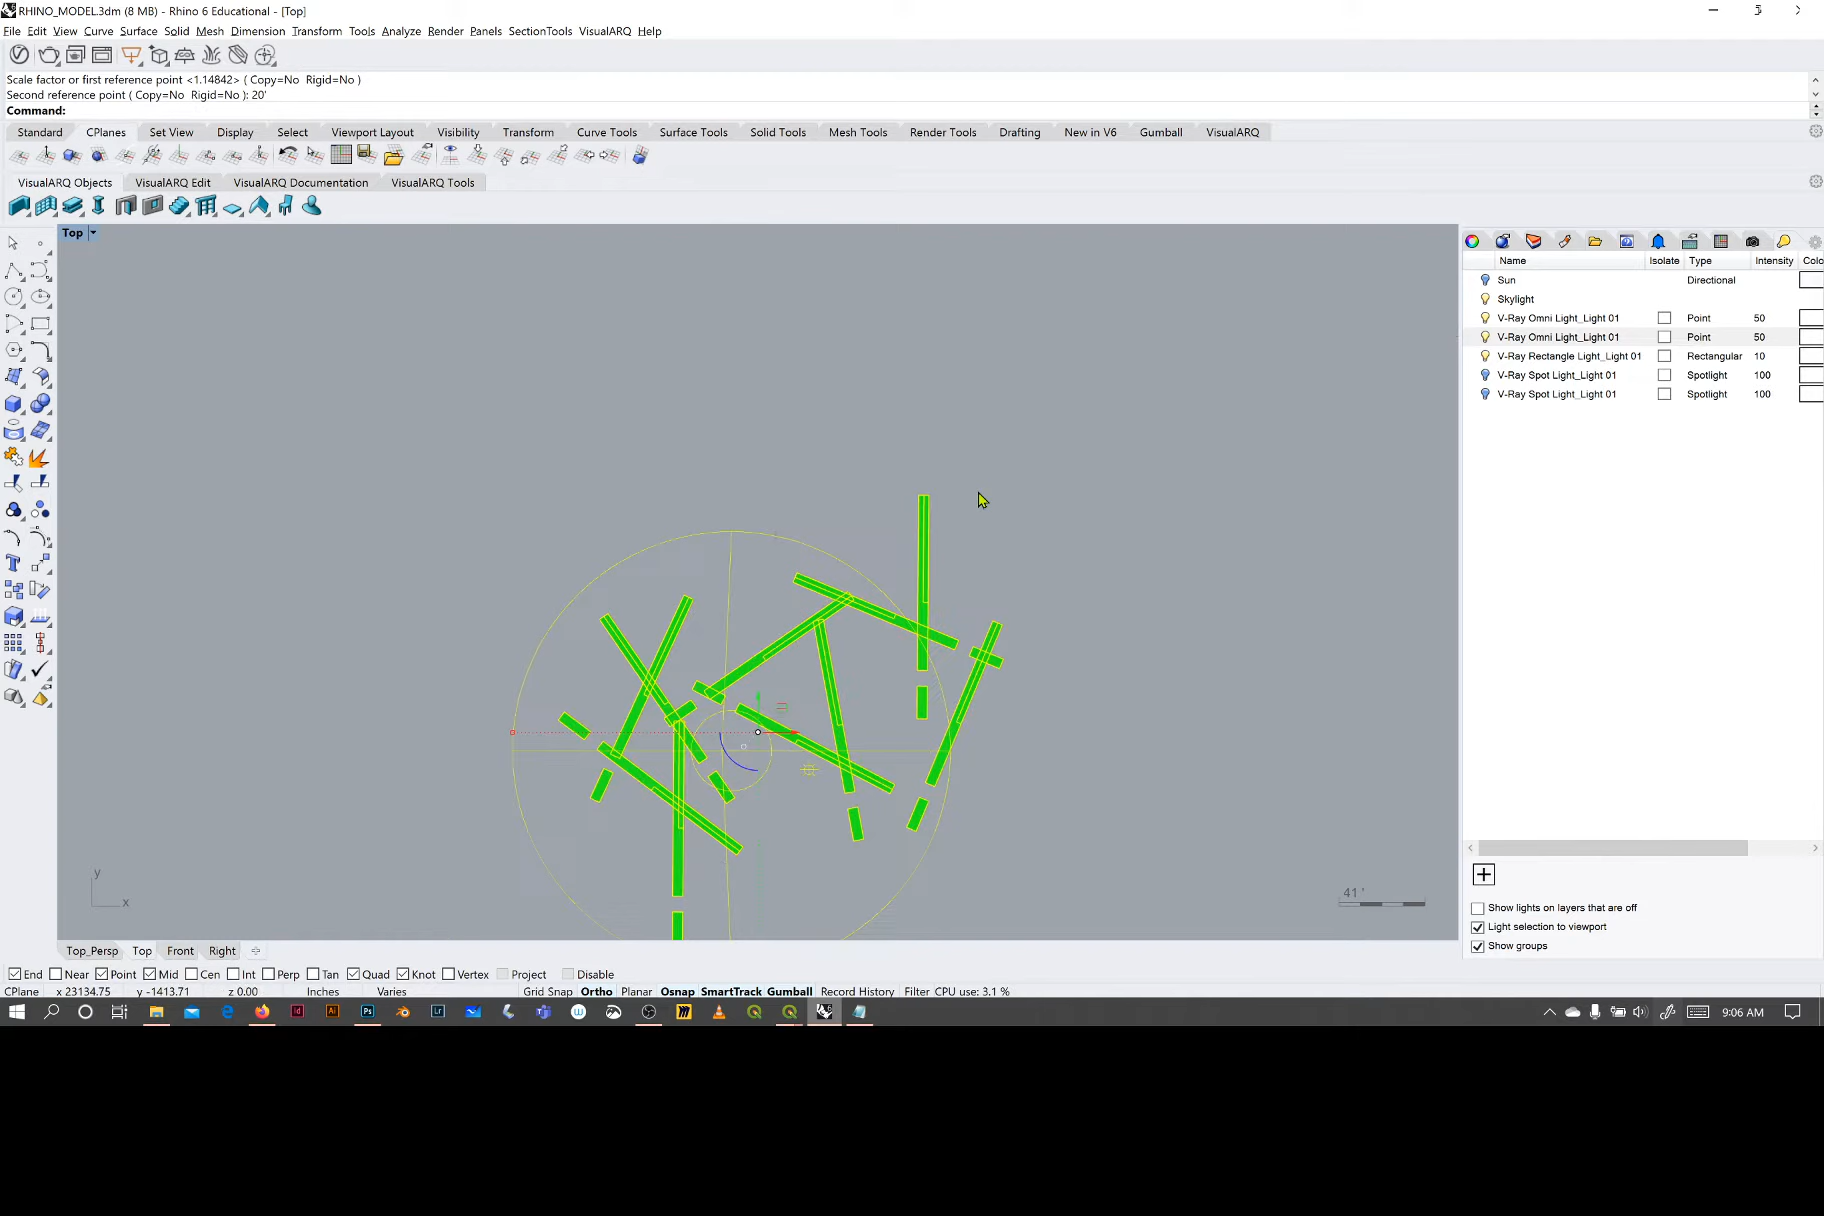 RHINO_MODEL.3dm (8 MB) - Rhino 6 Educational - [Top]
File Edit View Curve Surface Solid Mesh Dimension Transform Tools Analyze Render Panels SectionTools VisualARQ Help
Scale factor or first reference point <1.14842> ( Copy=No Rigid=No )
Second reference point ( Copy=No Rigid=No ): 20'
Command:
Standard CPlanes Set View Display Select Viewport Layout Visibility Transform Curve Tools Surface Tools Solid Tools Mesh Tools Render Tools Drafting New in V6 Gumball VisualARQ
VisualARQ Objects VisualARQ Edit VisualARQ Documentation VisualARQ Tools
Top
Name Isolate Type Intensity Colo
Sun Directional
Skylight
V-Ray Omni Light_Light 01 Point 50
V-Ray Omni Light_Light 01 Point 50
V-Ray Rectangle Light_Light 01 Rectangular 10
V-Ray Spot Light_Light 01 Spotlight 100
V-Ray Spot Light_Light 01 Spotlight 100
y
x
41 '
Show lights on layers that are off
Light selection to viewport
Show groups
Top_Persp Top Front Right
End Near Point Mid Cen Int Perp Tan Quad Knot Vertex Project Disable
CPlane x 23134.75 y -1413.71 z 0.00 Inches Varies Grid Snap Ortho Planar Osnap SmartTrack Gumball Record History Filter CPU use: 3.1 %
9:06 AM